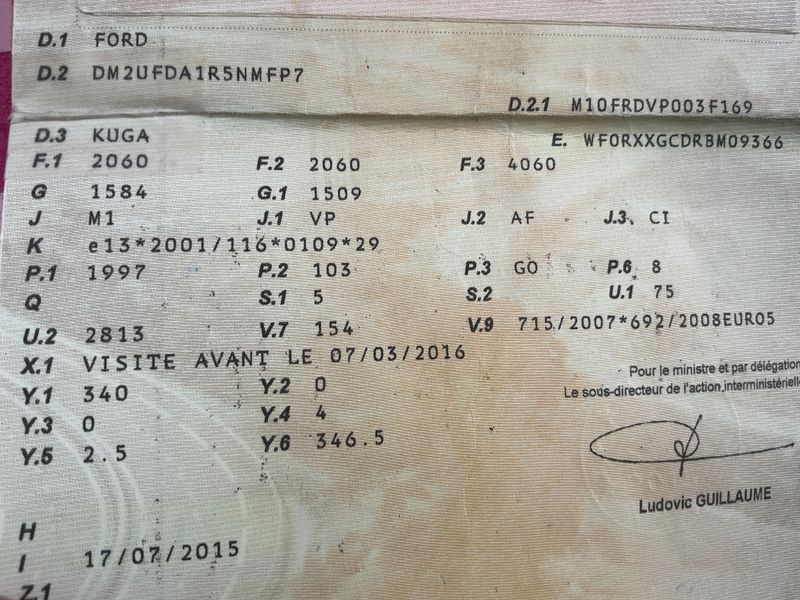 D.1 FORD
D.2 DM2UFDA1R5NMFP7
D.2.1 M10FRDVP003F169
D.3 KUGA E. WF0RXXGCDRBM09366
F.1 2060 F.2 2060 F.3 4060
G 1584 G.1 1509
J M1 J.1 VP J.2 AF J.3 CI
K e13*2001/116*0109*29
P.1 1997 P.2 103 P.3 GO P.6 8
Q S.1 5 S.2 U.1 75
U.2 2813 V.7 154 V.9 715/2007*692/2008EURO5
X.1 VISITE AVANT LE 07/03/2016
Pour le ministre et par délégation
Y.1 340 Y.2 0
Le sous-directeur de l'action interministérielle
Y.3 0 Y.4 4
Y.5 2.5 Y.6 346.5
Ludovic GUILLAUME
H
I 17/07/2015
Z.1